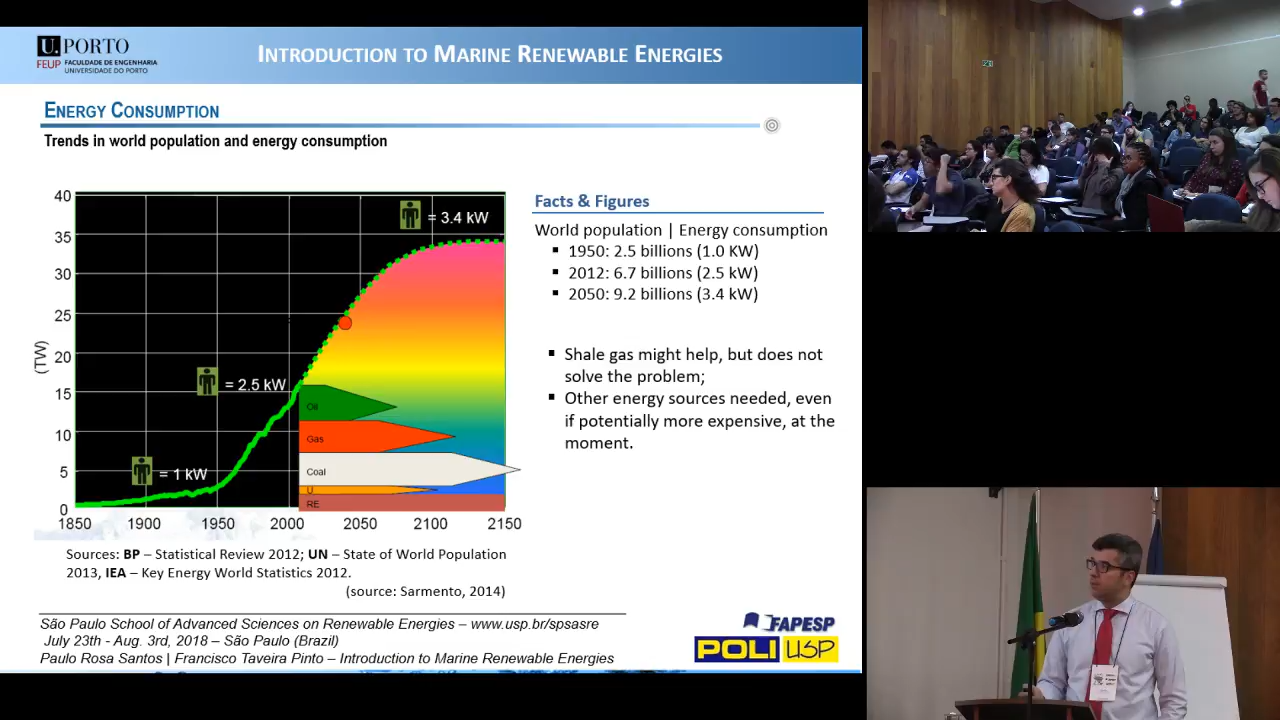 U.PORTO
FEUP FACULDADE DE ENGENHARIA
UNIVERSIDADE DO PORTO
INTRODUCTION TO MARINE RENEWABLE ENERGIES
ENERGY CONSUMPTION
Trends in world population and energy consumption
40
35
30
25
20
15
10
5
0
(TW)
= 3.4 kW
= 2.5 kW
= 1 kW
Oil
Gas
Coal
U
RE
1850 1900 1950 2000 2050 2100 2150
Facts & Figures
World population | Energy consumption
▪ 1950: 2.5 billions (1.0 KW)
▪ 2012: 6.7 billions (2.5 kW)
▪ 2050: 9.2 billions (3.4 kW)
▪ Shale gas might help, but does not
solve the problem;
▪ Other energy sources needed, even
if potentially more expensive, at the
moment.
Sources: BP – Statistical Review 2012; UN – State of World Population
2013, IEA – Key Energy World Statistics 2012.
(source: Sarmento, 2014)
São Paulo School of Advanced Sciences on Renewable Energies – www.usp.br/spsasre
July 23th - Aug. 3rd, 2018 – São Paulo (Brazil)
Paulo Rosa Santos | Francisco Taveira Pinto – Introduction to Marine Renewable Energies
FAPESP
POLI USP